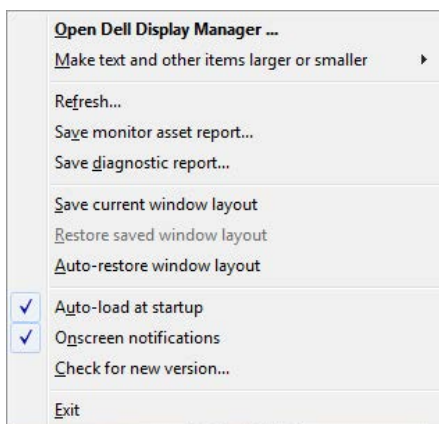 Open Dell Display Manager ...
Make text and other items larger or smaller
Refresh...
Save monitor asset report...
Save diagnostic report...
Save current window layout
Restore saved window layout
Auto-restore window layout
Auto-load at startup
Onscreen notifications
Check for new version...
Exit